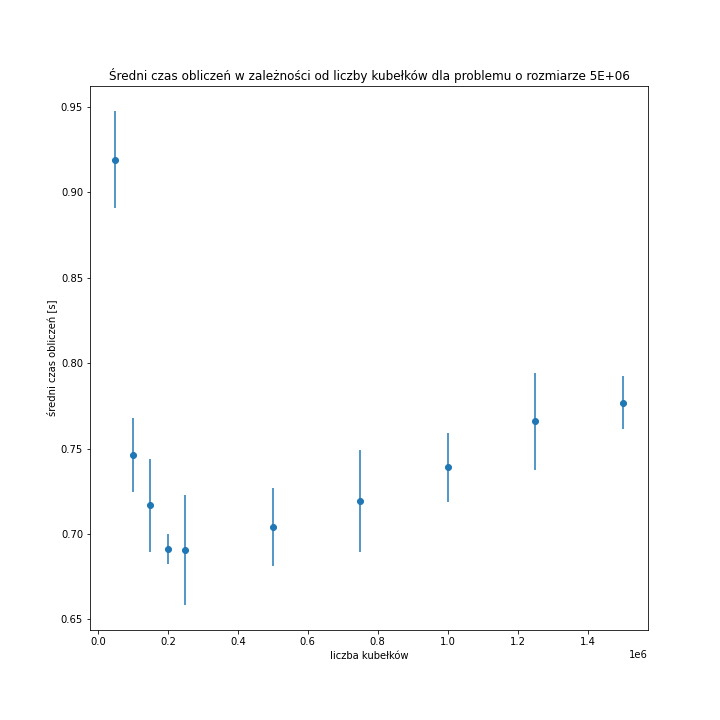 Średni czas obliczeń w zależności od liczby kubełków dla problemu o rozmiarze 5E+06
0.95
0.90
0.85
0.80
0.75
0.70
0.65
średni czas obliczeń [s]
0.0 0.2 0.4 0.6 0.8 1.0 1.2 1.4
1e6
liczba kubełków